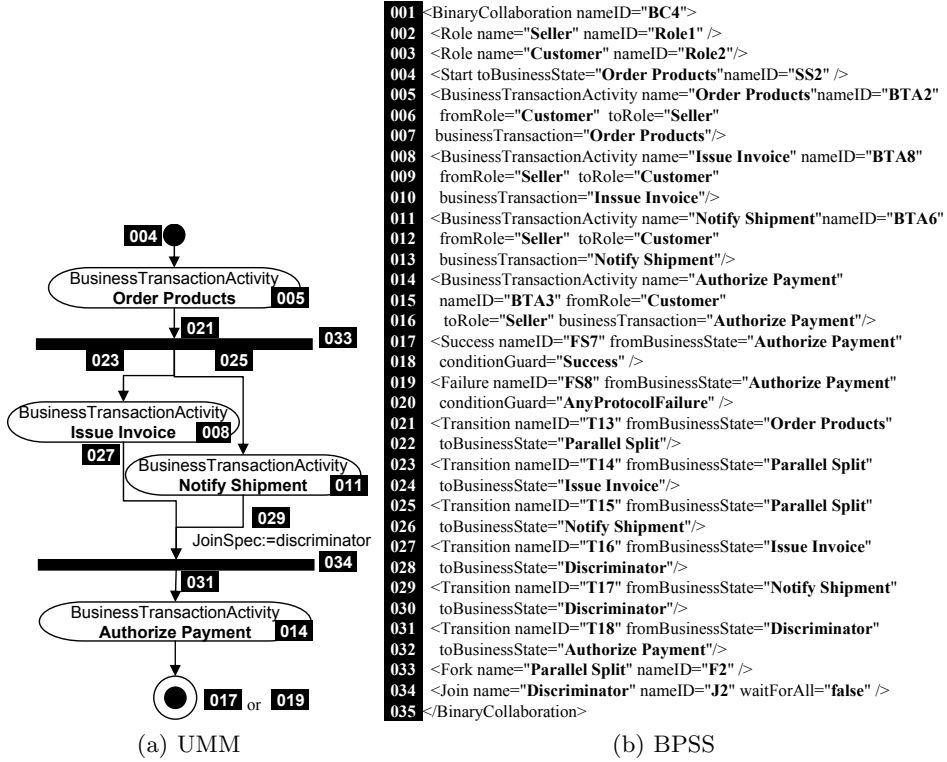 004
BusinessTransactionActivity
Order Products 005
021
033
023 025
BusinessTransactionActivity
Issue Invoice 008
027
BusinessTransactionActivity
Notify Shipment 011
029
JoinSpec:=discriminator
034
031
BusinessTransactionActivity
Authorize Payment 014
017 or 019
(a) UMM
001 <BinaryCollaboration nameID="BC4">
002 <Role name="Seller" nameID="Role1" />
003 <Role name="Customer" nameID="Role2"/>
004 <Start toBusinessState="Order Products"nameID="SS2" />
005 <BusinessTransactionActivity name="Order Products"nameID="BTA2"
006 fromRole="Customer" toRole="Seller"
007 businessTransaction="Order Products"/>
008 <BusinessTransactionActivity name="Issue Invoice" nameID="BTA8"
009 fromRole="Seller" toRole="Customer"
010 businessTransaction="Inssue Invoice"/>
011 <BusinessTransactionActivity name="Notify Shipment"nameID="BTA6"
012 fromRole="Seller" toRole="Customer"
013 businessTransaction="Notify Shipment"/>
014 <BusinessTransactionActivity name="Authorize Payment"
015 nameID="BTA3" fromRole="Customer"
016 toRole="Seller" businessTransaction="Authorize Payment"/>
017 <Success nameID="FS7" fromBusinessState="Authorize Payment"
018 conditionGuard="Success" />
019 <Failure nameID="FS8" fromBusinessState="Authorize Payment"
020 conditionGuard="AnyProtocolFailure" />
021 <Transition nameID="T13" fromBusinessState="Order Products"
022 toBusinessState="Parallel Split"/>
023 <Transition nameID="T14" fromBusinessState="Parallel Split"
024 toBusinessState="Issue Invoice"/>
025 <Transition nameID="T15" fromBusinessState="Parallel Split"
026 toBusinessState="Notify Shipment"/>
027 <Transition nameID="T16" fromBusinessState="Issue Invoice"
028 toBusinessState="Discriminator"/>
029 <Transition nameID="T17" fromBusinessState="Notify Shipment"
030 toBusinessState="Discriminator"/>
031 <Transition nameID="T18" fromBusinessState="Discriminator"
032 toBusinessState="Authorize Payment"/>
033 <Fork name="Parallel Split" nameID="F2"/>
034 <Join name="Discriminator" nameID="J2" waitForAll="false" />
035 </BinaryCollaboration>
(b) BPSS